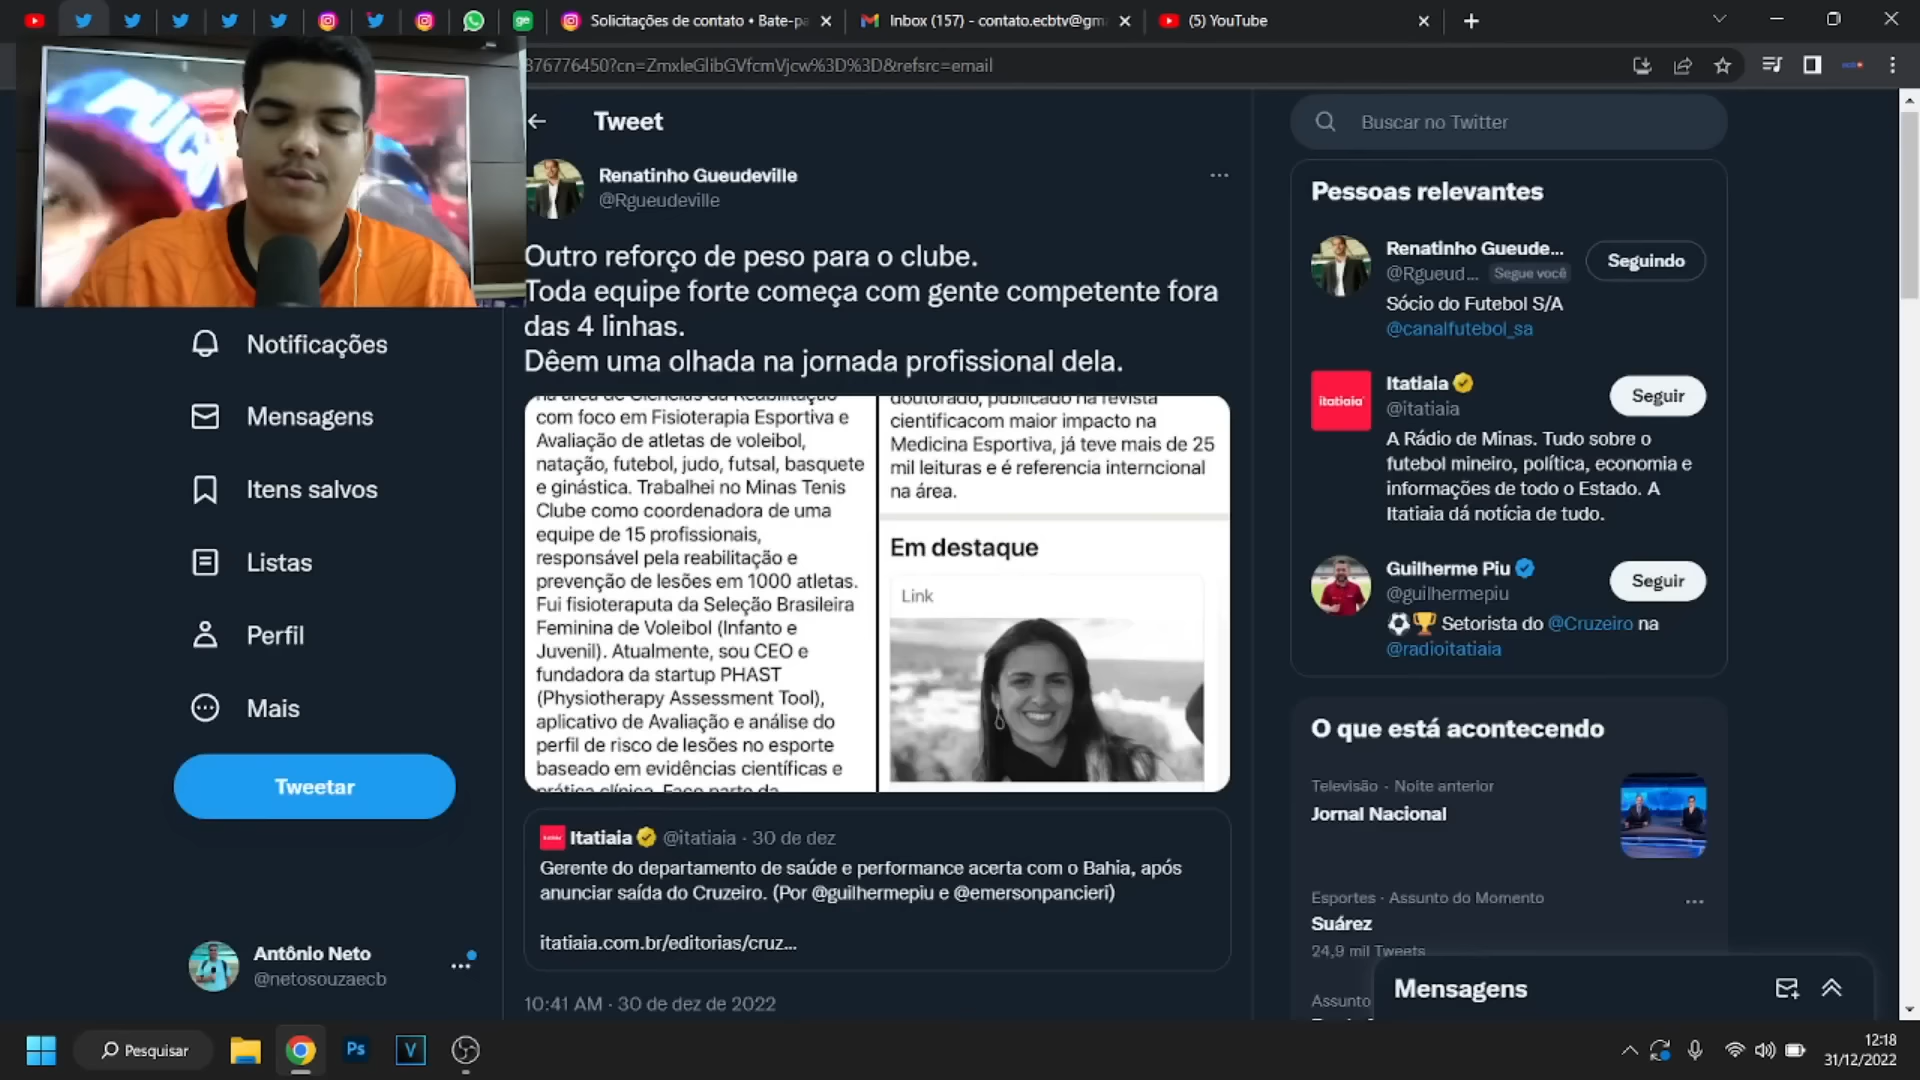 ge
Solicitações de contato • Bate-pa
Inbox (157) - contato.ecbtv@gm
(5) YouTube
876776450?cn=ZmxleGlibGVfcmVjcw%3D%3D&refsrc=email
Tweet
Renatinho Gueudeville
@Rgueudeville
Outro reforço de peso para o clube.
Toda equipe forte começa com gente competente fora
das 4 linhas.
Dêem uma olhada na jornada profissional dela.
na área de Ciências da Reabilitação
com foco em Fisioterapia Esportiva e
Avaliação de atletas de voleibol,
natação, futebol, judo, futsal, basquete
e ginástica. Trabalhei no Minas Tenis
Clube como coordenadora de uma
equipe de 15 profissionais,
responsável pela reabilitação e
prevenção de lesões em 1000 atletas.
Fui fisioteraputa da Seleção Brasileira
Feminina de Voleibol (Infanto e
Juvenil). Atualmente, sou CEO e
fundadora da startup PHAST
(Physiotherapy Assessment Tool),
aplicativo de Avaliação e análise do
perfil de risco de lesões no esporte
baseado em evidências científicas e
prática clínica. Faço parte da
doutorado, publicado na revista
cientificacom maior impacto na
Medicina Esportiva, já teve mais de 25
mil leituras e é referencia interncional
na área.
Em destaque
Link
Itatiaia @itatiaia · 30 de dez
Gerente do departamento de saúde e performance acerta com o Bahia, após
anunciar saída do Cruzeiro. (Por @guilhermepiu e @emersonpancieri)
itatiaia.com.br/editorias/cruz...
10:41 AM · 30 de dez de 2022
Notificações
Mensagens
Itens salvos
Listas
Perfil
Mais
Tweetar
Antônio Neto
@netosouzaecb
Buscar no Twitter
Pessoas relevantes
Renatinho Gueude...
@Rgueud... Segue você
Seguindo
Sócio do Futebol S/A
@canalfutebol_sa
itatiaia
Itatiaia
@itatiaia
Seguir
A Rádio de Minas. Tudo sobre o
futebol mineiro, política, economia e
informações de todo o Estado. A
Itatiaia dá notícia de tudo.
Guilherme Piu
@guilhermepiu
Seguir
⚽🏆 Setorista do @Cruzeiro na
@radioitatiaia
O que está acontecendo
Televisão · Noite anterior
Jornal Nacional
Esportes · Assunto do Momento
Suárez
24,9 mil Tweets
Assunto
Mensagens
Pesquisar
Ps
V
12:18
31/12/2022